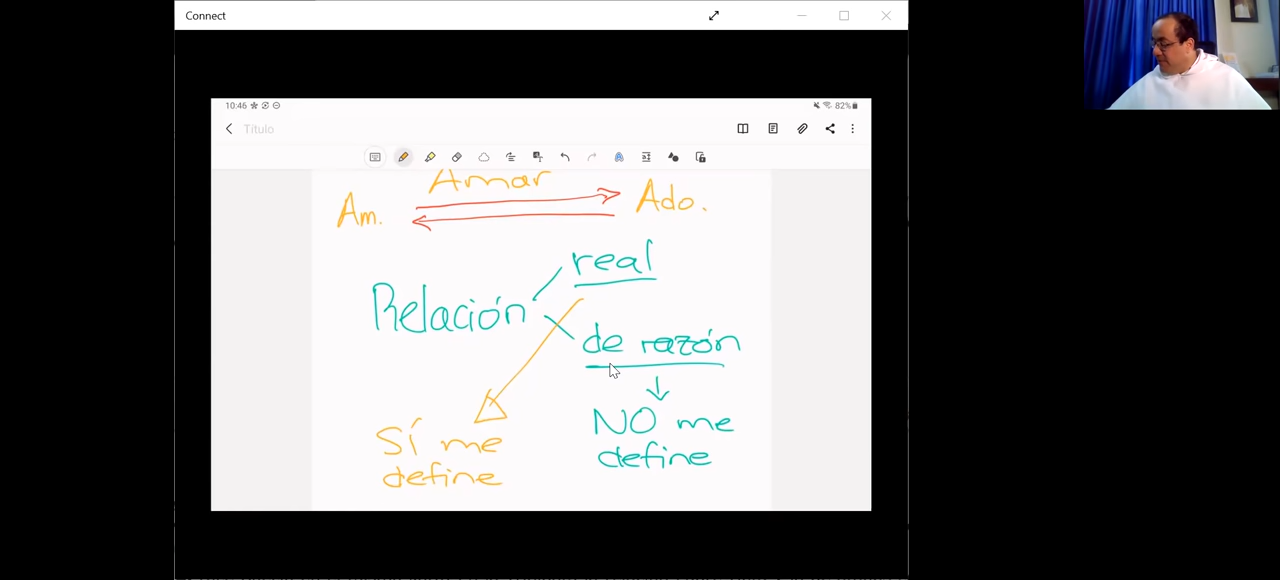 Connect
10:46
82%
Título
Amar
Am.
Ado.
real
Relación
de razón
NO me
define
SÍ me
define